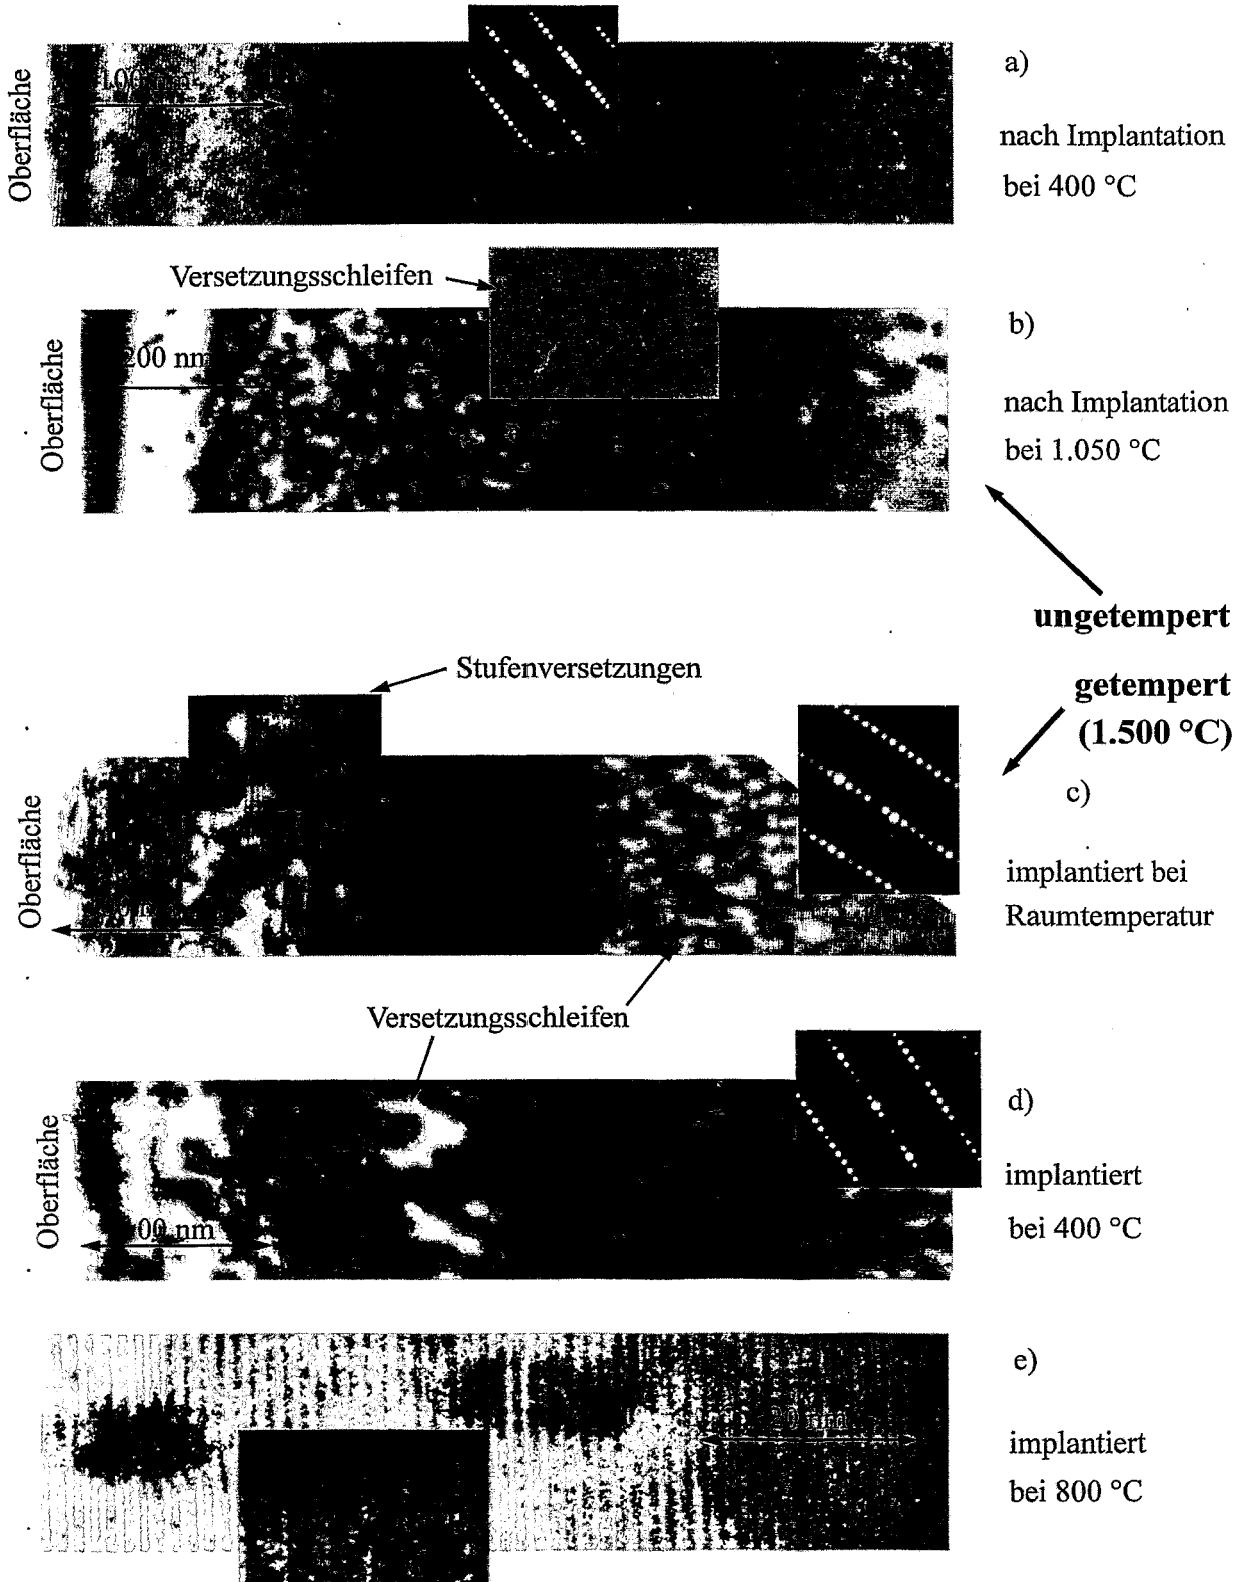 a)
Oberfläche
100 nm
nach Implantation
bei 400 °C
Versetzungsschleifen
b)
Oberfläche
200 nm
nach Implantation
bei 1.050 °C
ungetempert
Stufenversetzungen
getempert
(1.500 °C)
c)
Oberfläche
implantiert bei
Raumtemperatur
Versetzungsschleifen
d)
Oberfläche
implantiert
00 nm
bei 400 °C
e)
20 nm
implantiert
bei 800 °C